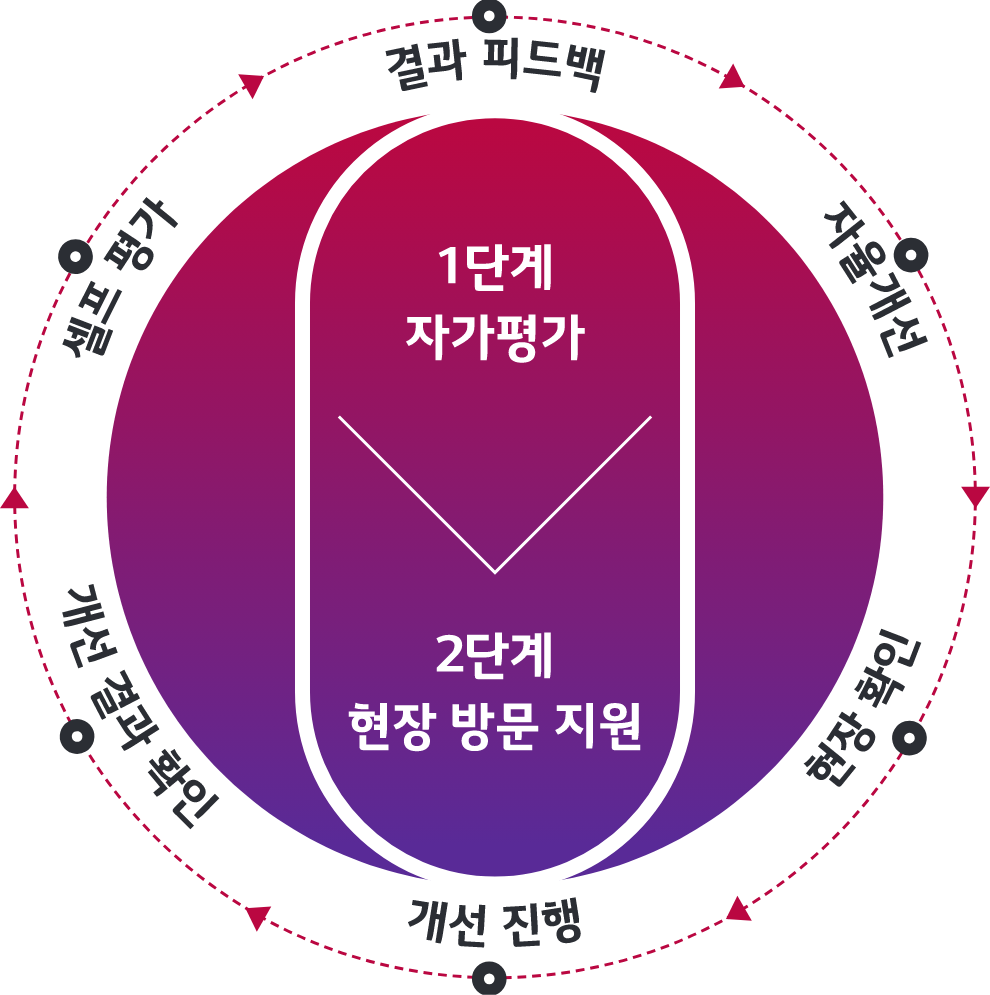 결과 피드백
자율개선
현장 확인
개선 진행
개선 결과 확인
셀프 평가
1단계
자가평가
2단계
현장 방문 지원